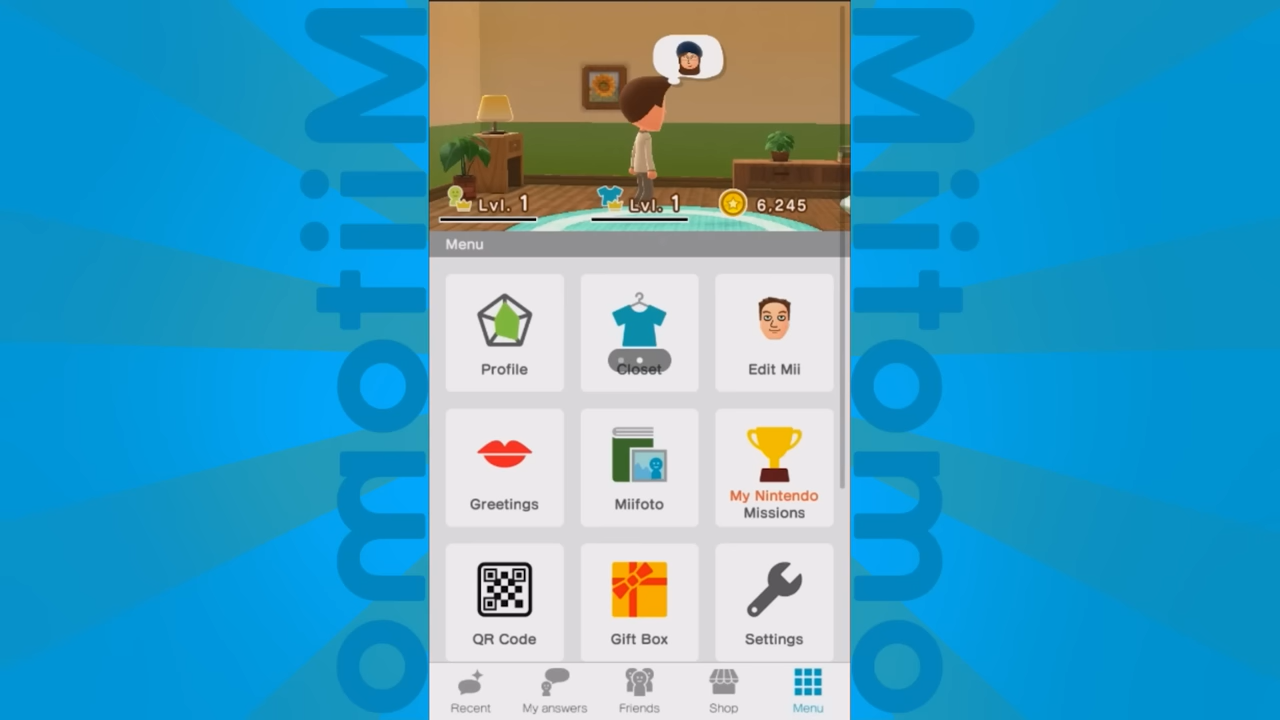 Miitomo
Miitomo
Lvl. 1
Lvl. 1
6,245
Menu
Profile
Closet
Edit Mii
Greetings
Miifoto
My Nintendo
Missions
QR Code
Gift Box
Settings
Recent
My answers
Friends
Shop
Menu